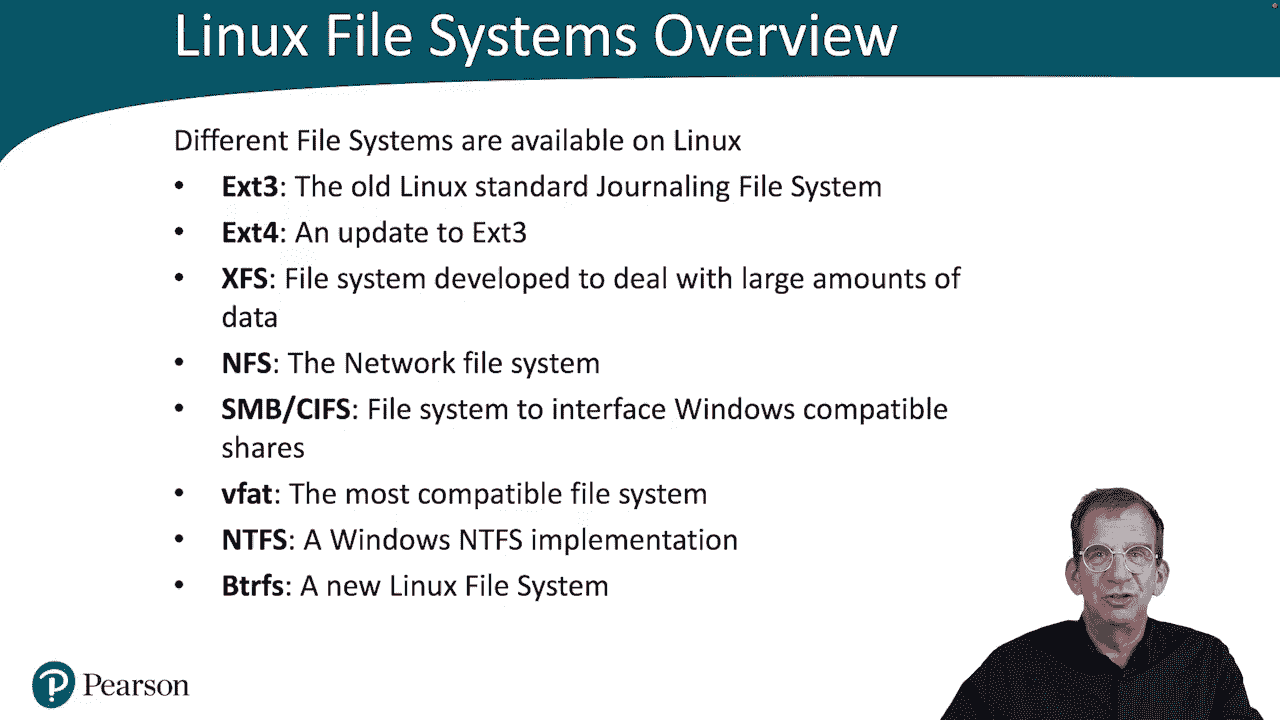 Linux File Systems Overview
Different File Systems are available on Linux
• Ext3: The old Linux standard Journaling File System
• Ext4: An update to Ext3
• XFS: File system developed to deal with large amounts of
data
• NFS: The Network file system
• SMB/CIFS: File system to interface Windows compatible
shares
• vfat: The most compatible file system
• NTFS: A Windows NTFS implementation
• Btrfs: A new Linux File System
P Pearson